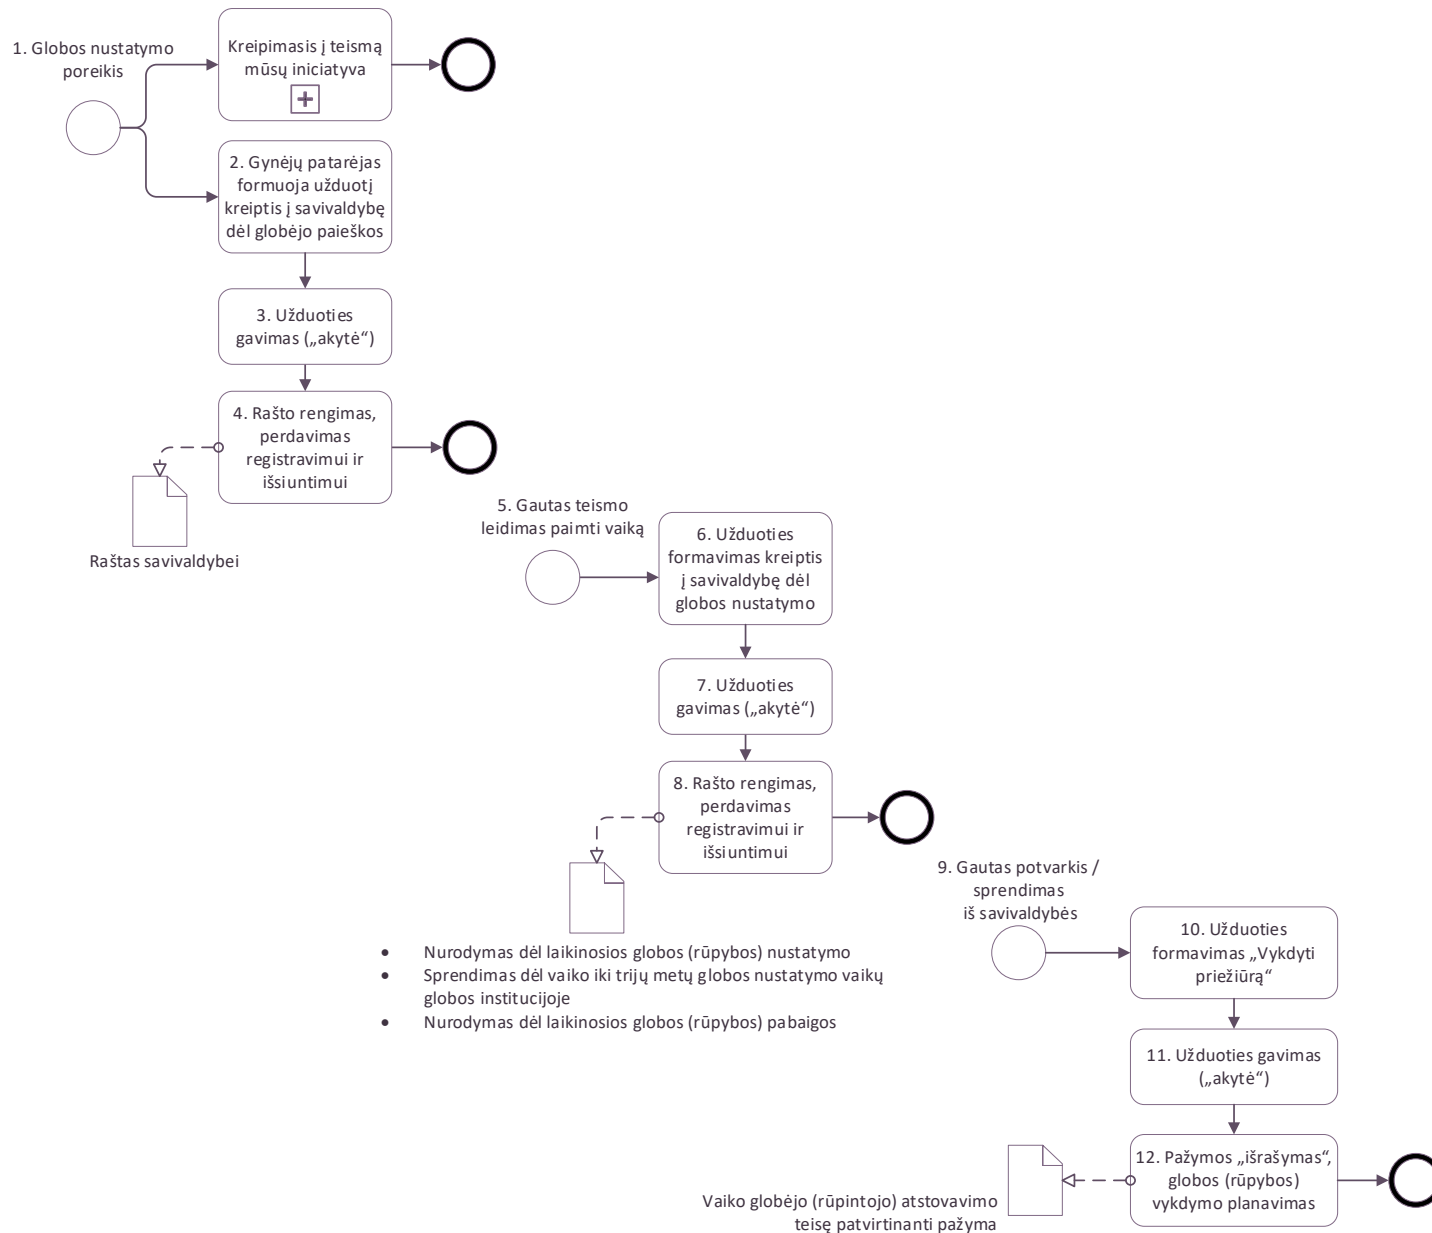 1. Globos nustatymo
poreikis
Kreipimasis į teismą
mūsų iniciatyva
2. Gynėjų patarėjas
formuoja užduotį
kreiptis į savivaldybę
dėl globėjo paieškos
3. Užduoties
gavimas („akytė“)
4. Rašto rengimas,
perdavimas
registravimui ir
išsiuntimui
Raštas savivaldybei
5. Gautas teismo
leidimas paimti vaiką
6. Užduoties
formavimas kreiptis
į savivaldybę dėl
globos nustatymo
7. Užduoties
gavimas („akytė“)
8. Rašto rengimas,
perdavimas
registravimui ir
išsiuntimui
• Nurodymas dėl laikinosios globos (rūpybos) nustatymo
• Sprendimas dėl vaiko iki trijų metų globos nustatymo vaikų
globos institucijoje
• Nurodymas dėl laikinosios globos (rūpybos) pabaigos
9. Gautas potvarkis /
sprendimas
iš savivaldybės
10. Užduoties
formavimas „Vykdyti
priežiūrą“
11. Užduoties gavimas
(„akytė“)
12. Pažymos „išrašymas“,
globos (rūpybos)
vykdymo planavimas
Vaiko globėjo (rūpintojo) atstovavimo
teisę patvirtinanti pažyma